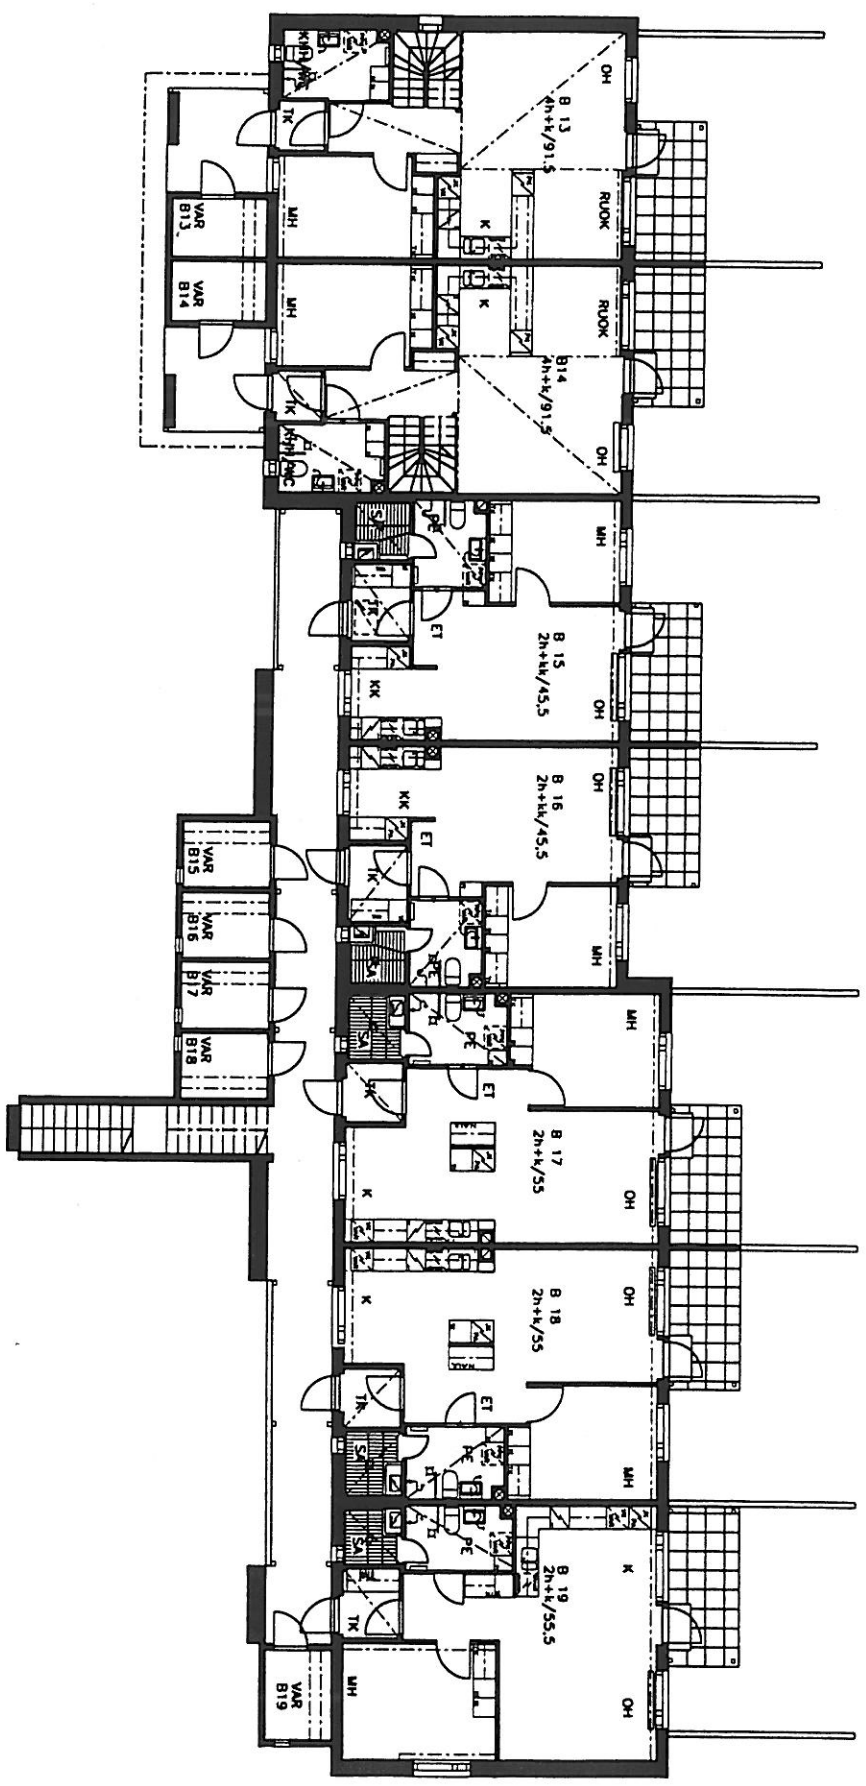 KHH/WC
TK
OH
B 13
4h+k/91.5
RUOK
K
MH
VAR
B13
VAR
B14
MH
K
RUOK
B14
4h+k/91.5
OH
TK
SA
PE
MH
TK
ET
B 15
2h+kk/45.5
OH
KK
KK
B 16
2h+kk/45.5
OH
ET
TK
SA
PE
MH
VAR
B15
VAR
B16
VAR
B17
VAR
B18
SA
PE
MH
TK
ET
B 17
2h+k/55
OH
K
K
B 18
2h+k/55
OH
ET
TK
SA
PE
MH
SA
PE
K
B 19
2h+k/55.5
TK
MH
OH
VAR
B19